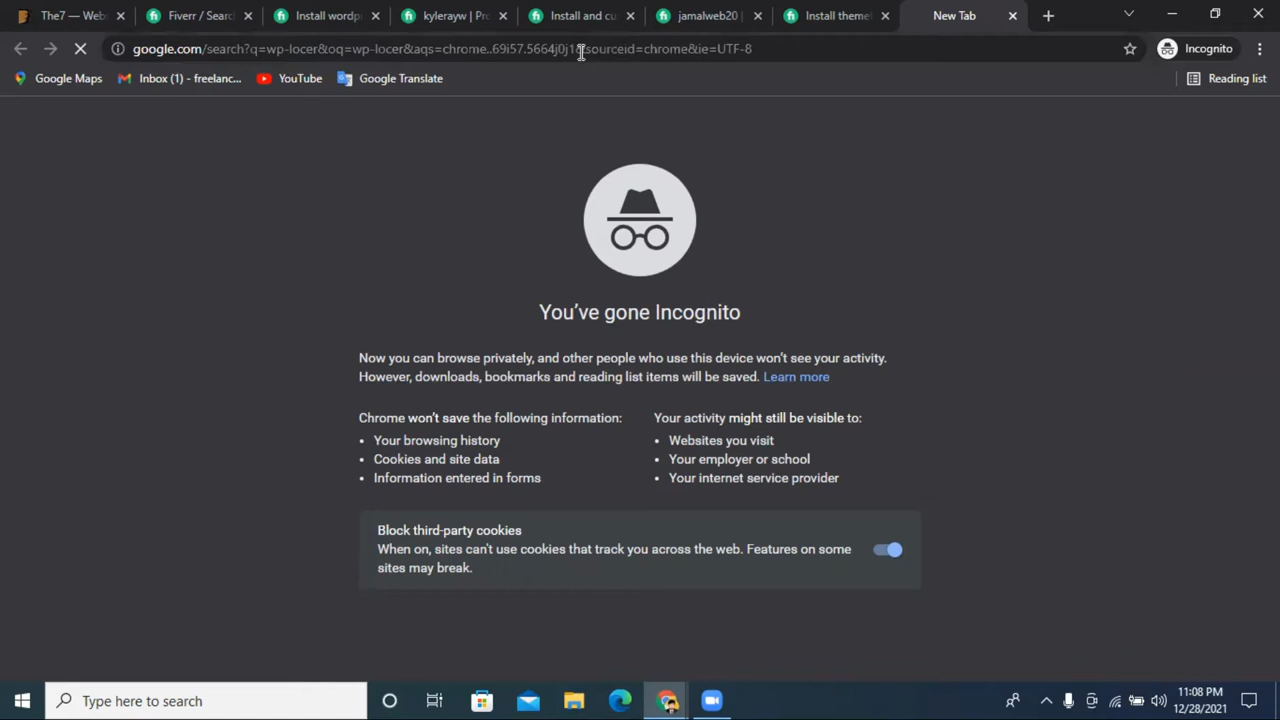 The7 — Web
Fiverr / Searc
Install wordp
kylerayw | Pro
Install and cu
jamalweb20 |
Install themef
New Tab
google.com/search?q=wp-locer&oq=wp-locer&aqs=chrome..69i57.5664j0j1&sourceid=chrome&ie=UTF-8
Incognito
Google Maps
Inbox (1) - freelanc...
YouTube
Google Translate
Reading list
You've gone Incognito
Now you can browse privately, and other people who use this device won't see your activity.
However, downloads, bookmarks and reading list items will be saved. Learn more
Chrome won't save the following information:
• Your browsing history
• Cookies and site data
• Information entered in forms
Your activity might still be visible to:
• Websites you visit
• Your employer or school
• Your internet service provider
Block third-party cookies
When on, sites can't use cookies that track you across the web. Features on some
sites may break.
Type here to search
11:08 PM
12/28/2021